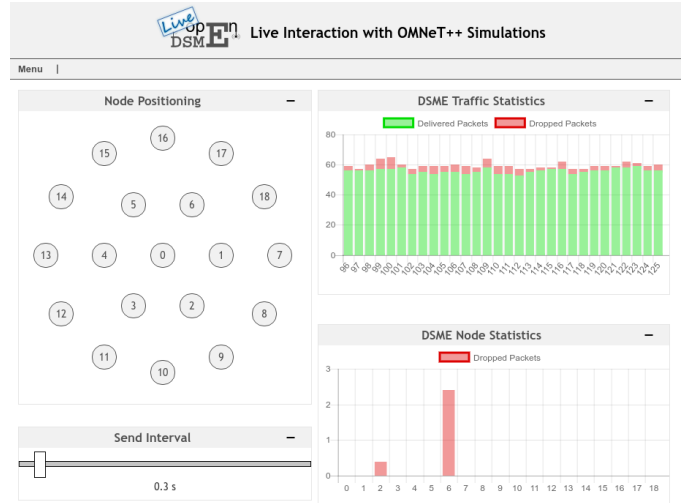 Live
open
DSME
Live Interaction with OMNeT++ Simulations
Menu |
Node Positioning
16
15
17
14
18
5
6
13
4
0
1
7
3
2
12
8
11
9
10
Send Interval
0.3 s
DSME Traffic Statistics
Delivered Packets
Dropped Packets
80
60
40
20
0
96 97 98 99 100 101 102 103 104 105 106 107 108 109 110 111 112 113 114 115 116 117 118 119 120 121 122 123 124 125
DSME Node Statistics
Dropped Packets
3
2
1
0
0 1 2 3 4 5 6 7 8 9 10 11 12 13 14 15 16 17 18